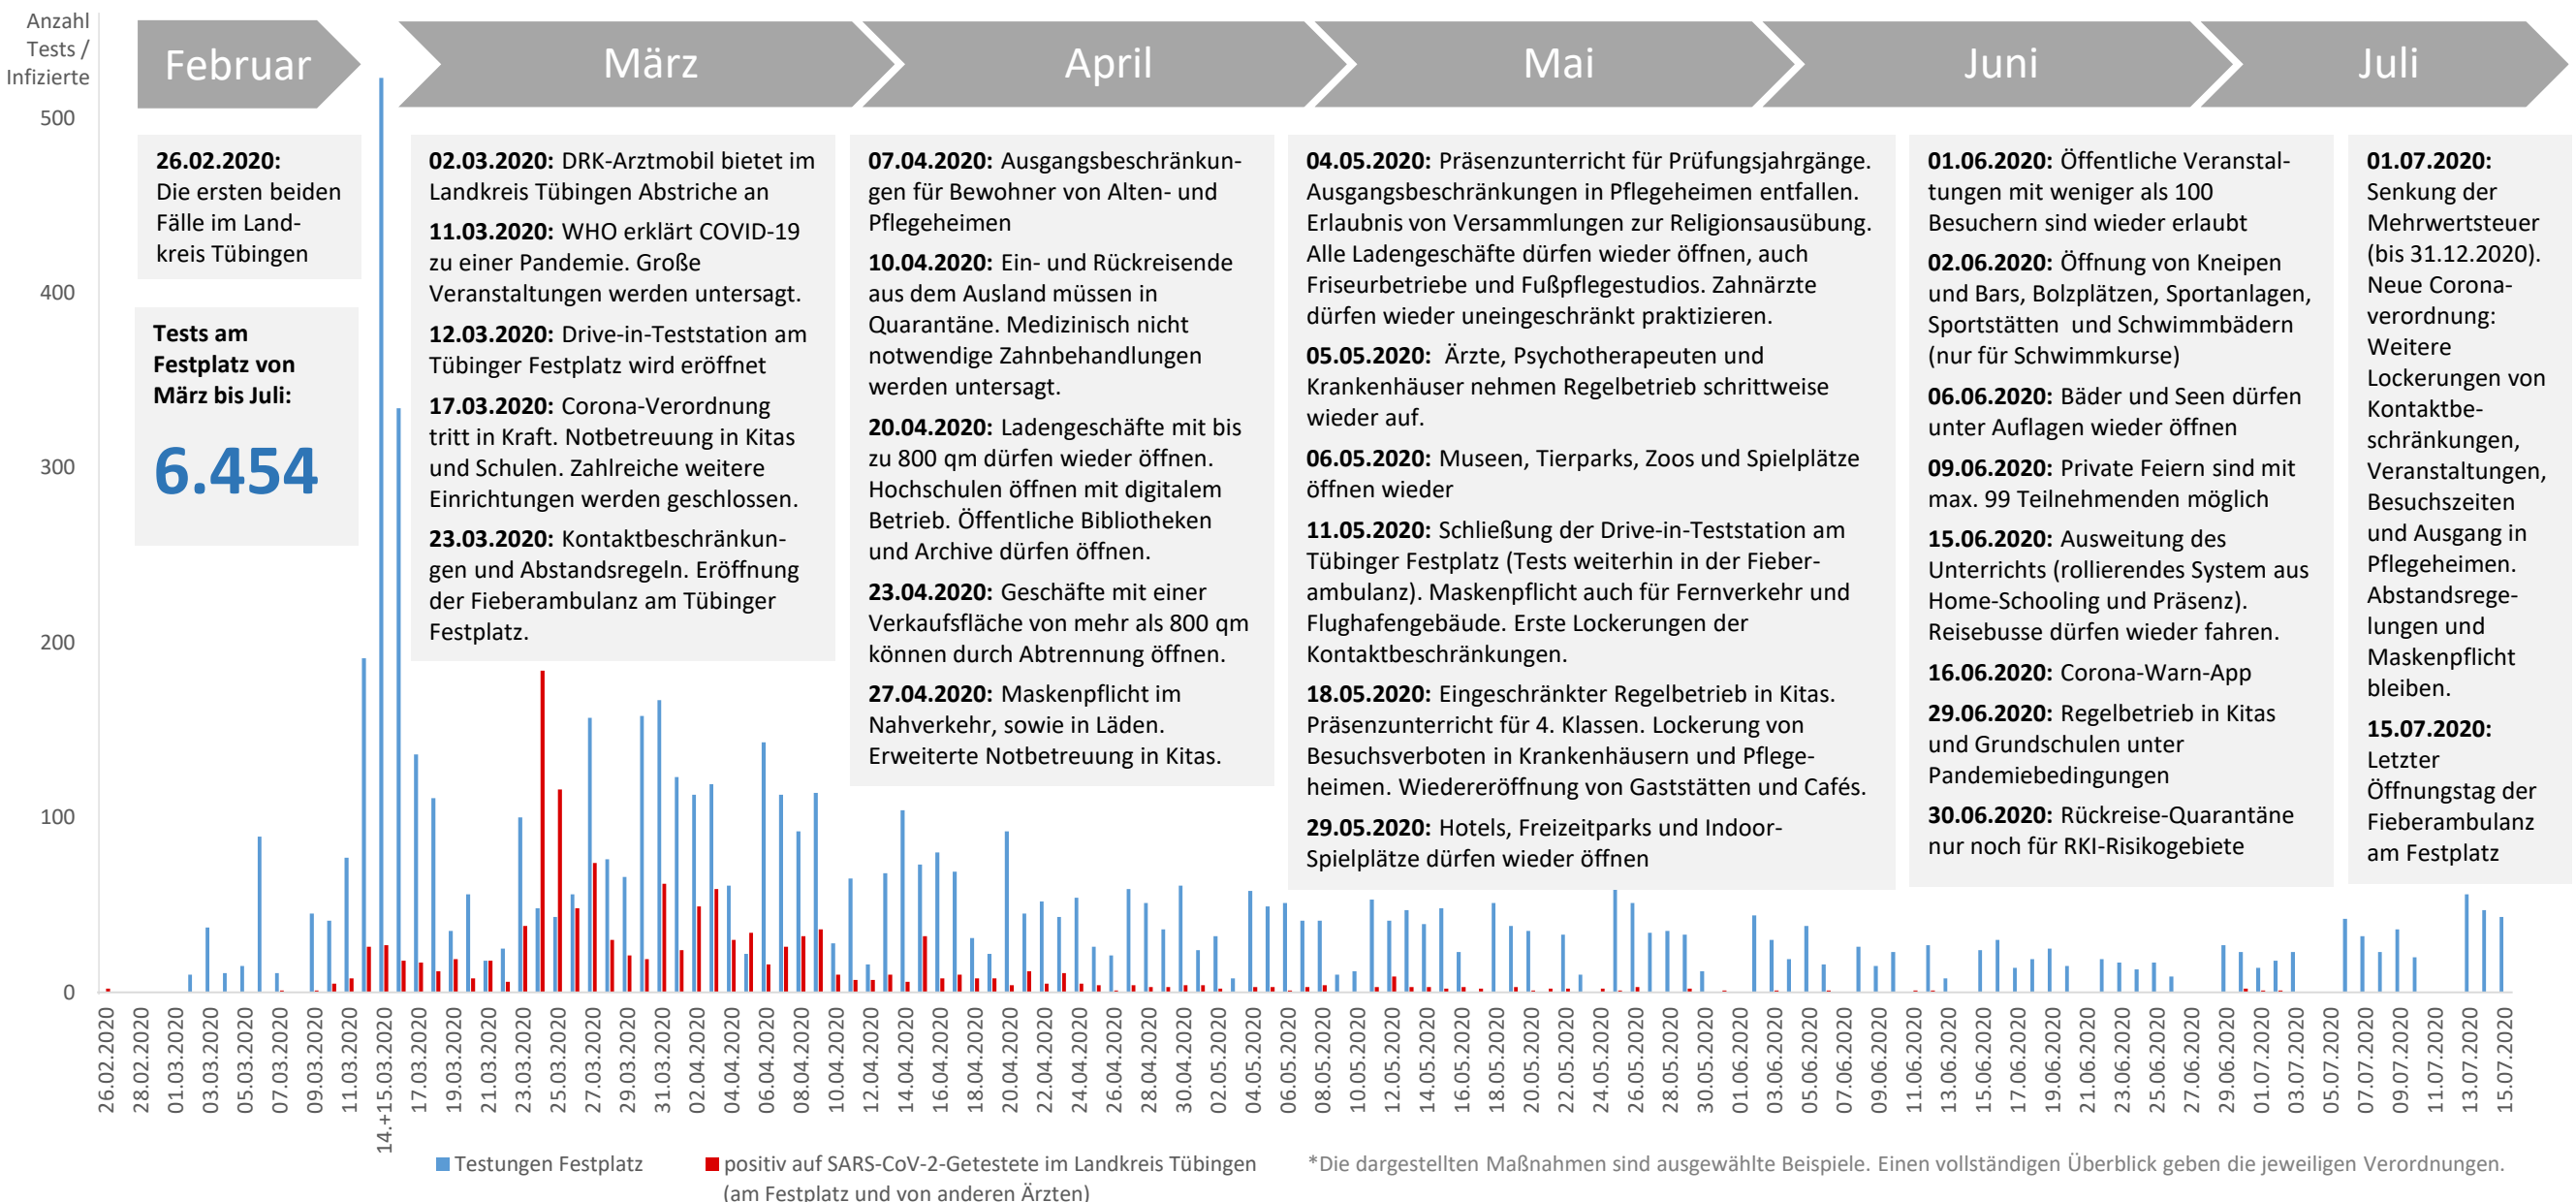 Anzahl
Tests /
Infizierte
Februar
März
April
Mai
Juni
Juli
500
400
300
200
100
0
26.02.2020:
Die ersten beiden
Fälle im Land-
kreis Tübingen
Tests am
Festplatz von
März bis Juli:
6.454
02.03.2020: DRK-Arztmobil bietet im
Landkreis Tübingen Abstriche an
11.03.2020: WHO erklärt COVID-19
zu einer Pandemie. Große
Veranstaltungen werden untersagt.
12.03.2020: Drive-in-Teststation am
Tübinger Festplatz wird eröffnet
17.03.2020: Corona-Verordnung
tritt in Kraft. Notbetreuung in Kitas
und Schulen. Zahlreiche weitere
Einrichtungen werden geschlossen.
23.03.2020: Kontaktbeschränkun-
gen und Abstandsregeln. Eröffnung
der Fieberambulanz am Tübinger
Festplatz.
07.04.2020: Ausgangsbeschränkun-
gen für Bewohner von Alten- und
Pflegeheimen
10.04.2020: Ein- und Rückreisende
aus dem Ausland müssen in
Quarantäne. Medizinisch nicht
notwendige Zahnbehandlungen
werden untersagt.
20.04.2020: Ladengeschäfte mit bis
zu 800 qm dürfen wieder öffnen.
Hochschulen öffnen mit digitalem
Betrieb. Öffentliche Bibliotheken
und Archive dürfen öffnen.
23.04.2020: Geschäfte mit einer
Verkaufsfläche von mehr als 800 qm
können durch Abtrennung öffnen.
27.04.2020: Maskenpflicht im
Nahverkehr, sowie in Läden.
Erweiterte Notbetreuung in Kitas.
04.05.2020: Präsenzunterricht für Prüfungsjahrgänge.
Ausgangsbeschränkungen in Pflegeheimen entfallen.
Erlaubnis von Versammlungen zur Religionsausübung.
Alle Ladengeschäfte dürfen wieder öffnen, auch
Friseurbetriebe und Fußpflegestudios. Zahnärzte
dürfen wieder uneingeschränkt praktizieren.
05.05.2020: Ärzte, Psychotherapeuten und
Krankenhäuser nehmen Regelbetrieb schrittweise
wieder auf.
06.05.2020: Museen, Tierparks, Zoos und Spielplätze
öffnen wieder
11.05.2020: Schließung der Drive-in-Teststation am
Tübinger Festplatz (Tests weiterhin in der Fieber-
ambulanz). Maskenpflicht auch für Fernverkehr und
Flughafengebäude. Erste Lockerungen der
Kontaktbeschränkungen.
18.05.2020: Eingeschränkter Regelbetrieb in Kitas.
Präsenzunterricht für 4. Klassen. Lockerung von
Besuchsverboten in Krankenhäusern und Pflege-
heimen. Wiedereröffnung von Gaststätten und Cafés.
29.05.2020: Hotels, Freizeitparks und Indoor-
Spielplätze dürfen wieder öffnen
01.06.2020: Öffentliche Veranstal-
tungen mit weniger als 100
Besuchern sind wieder erlaubt
02.06.2020: Öffnung von Kneipen
und Bars, Bolzplätzen, Sportanlagen,
Sportstätten und Schwimmbädern
(nur für Schwimmkurse)
06.06.2020: Bäder und Seen dürfen
unter Auflagen wieder öffnen
09.06.2020: Private Feiern sind mit
max. 99 Teilnehmenden möglich
15.06.2020: Ausweitung des
Unterrichts (rollierendes System aus
Home-Schooling und Präsenz).
Reisebusse dürfen wieder fahren.
16.06.2020: Corona-Warn-App
29.06.2020: Regelbetrieb in Kitas
und Grundschulen unter
Pandemiebedingungen
30.06.2020: Rückreise-Quarantäne
nur noch für RKI-Risikogebiete
01.07.2020:
Senkung der
Mehrwertsteuer
(bis 31.12.2020).
Neue Corona-
verordnung:
Weitere
Lockerungen von
Kontaktbe-
schränkungen,
Veranstaltungen,
Besuchszeiten
und Ausgang in
Pflegeheimen.
Abstandsrege-
lungen und
Maskenpflicht
bleiben.
15.07.2020:
Letzter
Öffnungstag der
Fieberambulanz
am Festplatz
26.02.2020
28.02.2020
01.03.2020
03.03.2020
05.03.2020
07.03.2020
09.03.2020
11.03.2020
14.+15.03.2020
17.03.2020
19.03.2020
21.03.2020
23.03.2020
25.03.2020
27.03.2020
29.03.2020
31.03.2020
02.04.2020
04.04.2020
06.04.2020
08.04.2020
10.04.2020
12.04.2020
14.04.2020
16.04.2020
18.04.2020
20.04.2020
22.04.2020
24.04.2020
26.04.2020
28.04.2020
30.04.2020
02.05.2020
04.05.2020
06.05.2020
08.05.2020
10.05.2020
12.05.2020
14.05.2020
16.05.2020
18.05.2020
20.05.2020
22.05.2020
24.05.2020
26.05.2020
28.05.2020
30.05.2020
01.06.2020
03.06.2020
05.06.2020
07.06.2020
09.06.2020
11.06.2020
13.06.2020
15.06.2020
17.06.2020
19.06.2020
21.06.2020
23.06.2020
25.06.2020
27.06.2020
29.06.2020
01.07.2020
03.07.2020
05.07.2020
07.07.2020
09.07.2020
11.07.2020
13.07.2020
15.07.2020
Testungen Festplatz
positiv auf SARS-CoV-2-Getestete im Landkreis Tübingen
(am Festplatz und von anderen Ärzten)
*Die dargestellten Maßnahmen sind ausgewählte Beispiele. Einen vollständigen Überblick geben die jeweiligen Verordnungen.